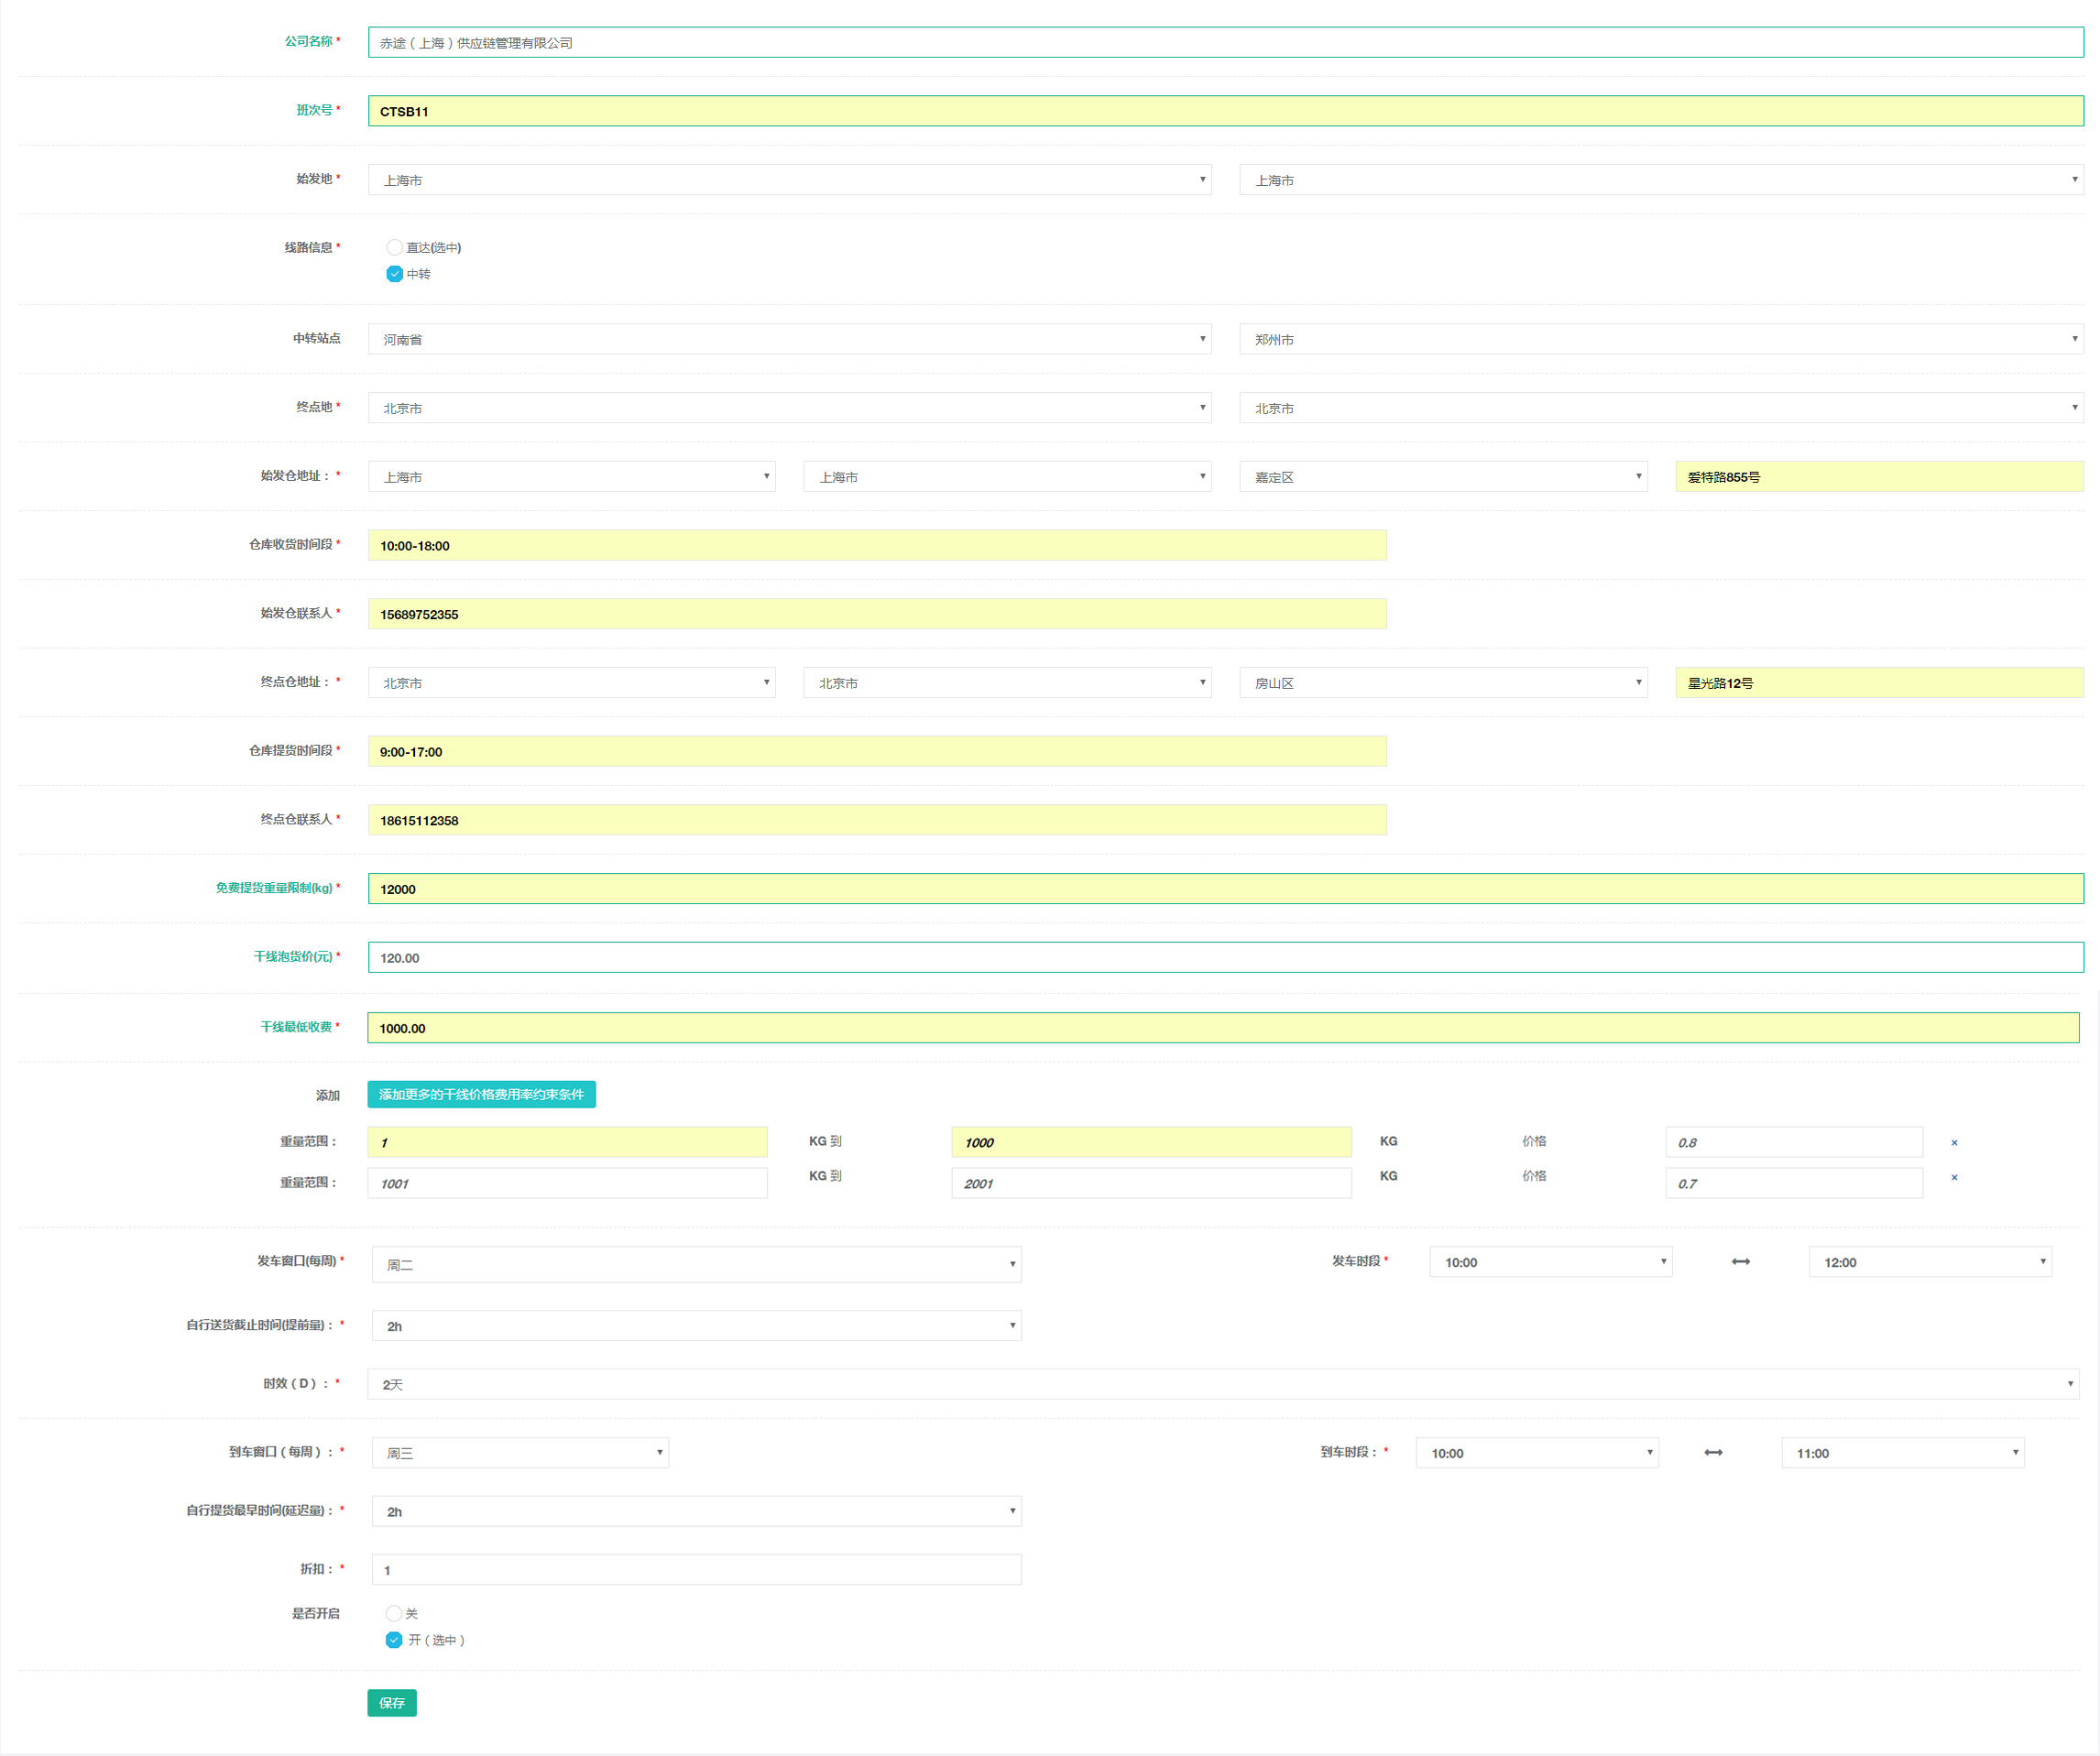 公司名称 * 赤途（上海）供应链管理有限公司
班次号 * CTSB11
始发地 * 上海市 上海市
线路信息 * 直达(选中)
中转
中转站点 河南省 郑州市
终点地 * 北京市 北京市
始发仓地址： * 上海市 上海市 嘉定区 爱特路855号
仓库收货时间段 * 10:00-18:00
始发仓联系人 * 15689752355
终点仓地址： * 北京市 北京市 房山区 星光路12号
仓库提货时间段 * 9:00-17:00
终点仓联系人 * 18615112358
免费提货重量限制(kg) * 12000
干线泡货价(元) * 120.00
干线最低收费 * 1000.00
添加 添加更多的干线价格费用率约束条件
重量范围： 1 KG 到 1000 KG 价格 0.8 ×
重量范围： 1001 KG 到 2001 KG 价格 0.7 ×
发车窗口(每周) * 周二 发车时段 * 10:00 12:00
自行送货截止时间(提前量)： * 2h
时效（D）： * 2天
到车窗口（每周）： * 周三 到车时段： * 10:00 11:00
自行提货最早时间(延迟量)： * 2h
折扣： * 1
是否开启 关
开（选中）
保存